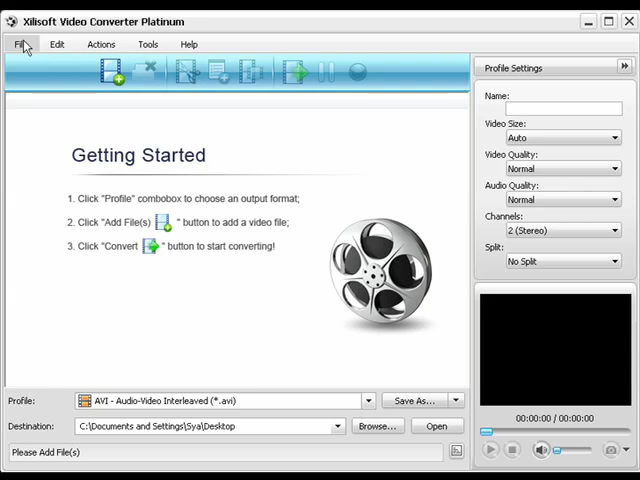 Xilisoft Video Converter Platinum
File Edit Actions Tools Help
Getting Started
1. Click "Profile" combobox to choose an output format;
2. Click "Add File(s) " button to add a video file;
3. Click "Convert " button to start converting!
Profile: AVI - Audio-Video Interleaved (*.avi) Save As...
Destination: C:\Documents and Settings\Sya\Desktop Browse... Open
Please Add File(s)
Profile Settings
Name:
Video Size:
Auto
Video Quality:
Normal
Audio Quality:
Normal
Channels:
2 (Stereo)
Split:
No Split
00:00:00 / 00:00:00